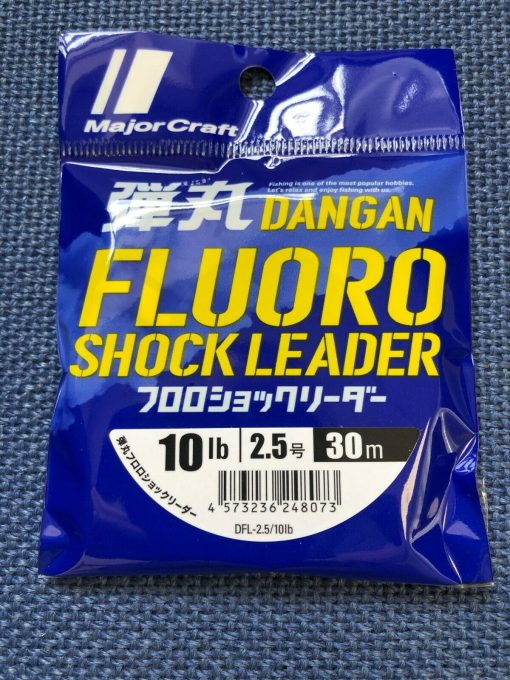 Major Craft
弾丸 DANGAN
Fishing is one of the most popular hobbies.
Let's relax and enjoy fishing with us.
FLUORO
SHOCK LEADER
フロロショックリーダー
10lb 2.5号 30m
弾丸フロロショックリーダー
4 573236 248073
DFL-2.5/10lb